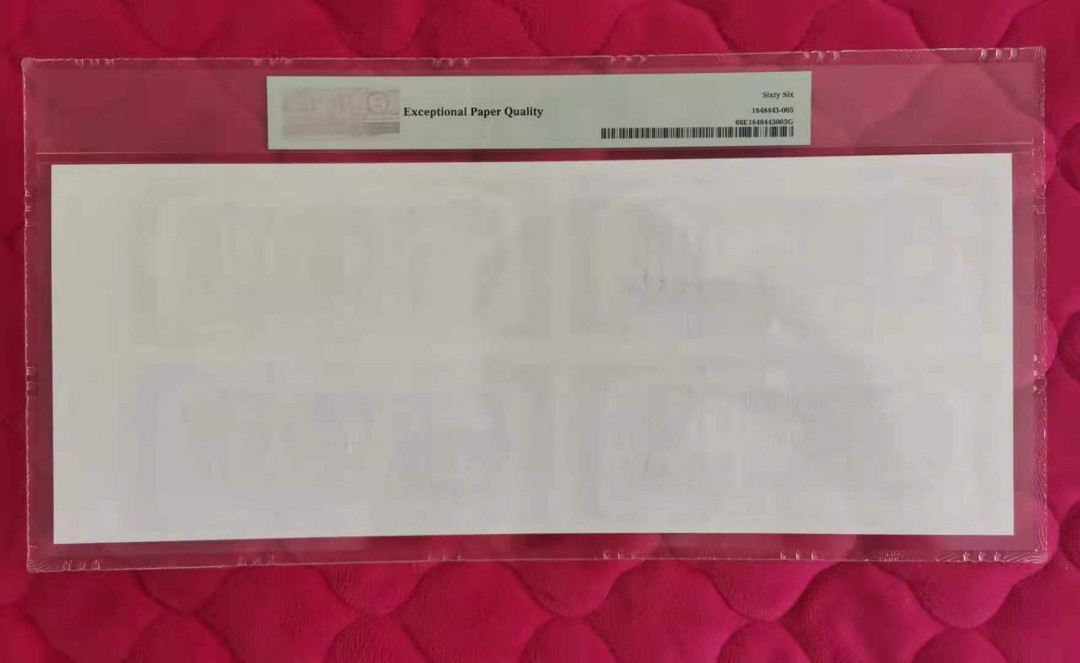 Exceptional Paper Quality
Sixty Six
1848443-003
66E1848443003G